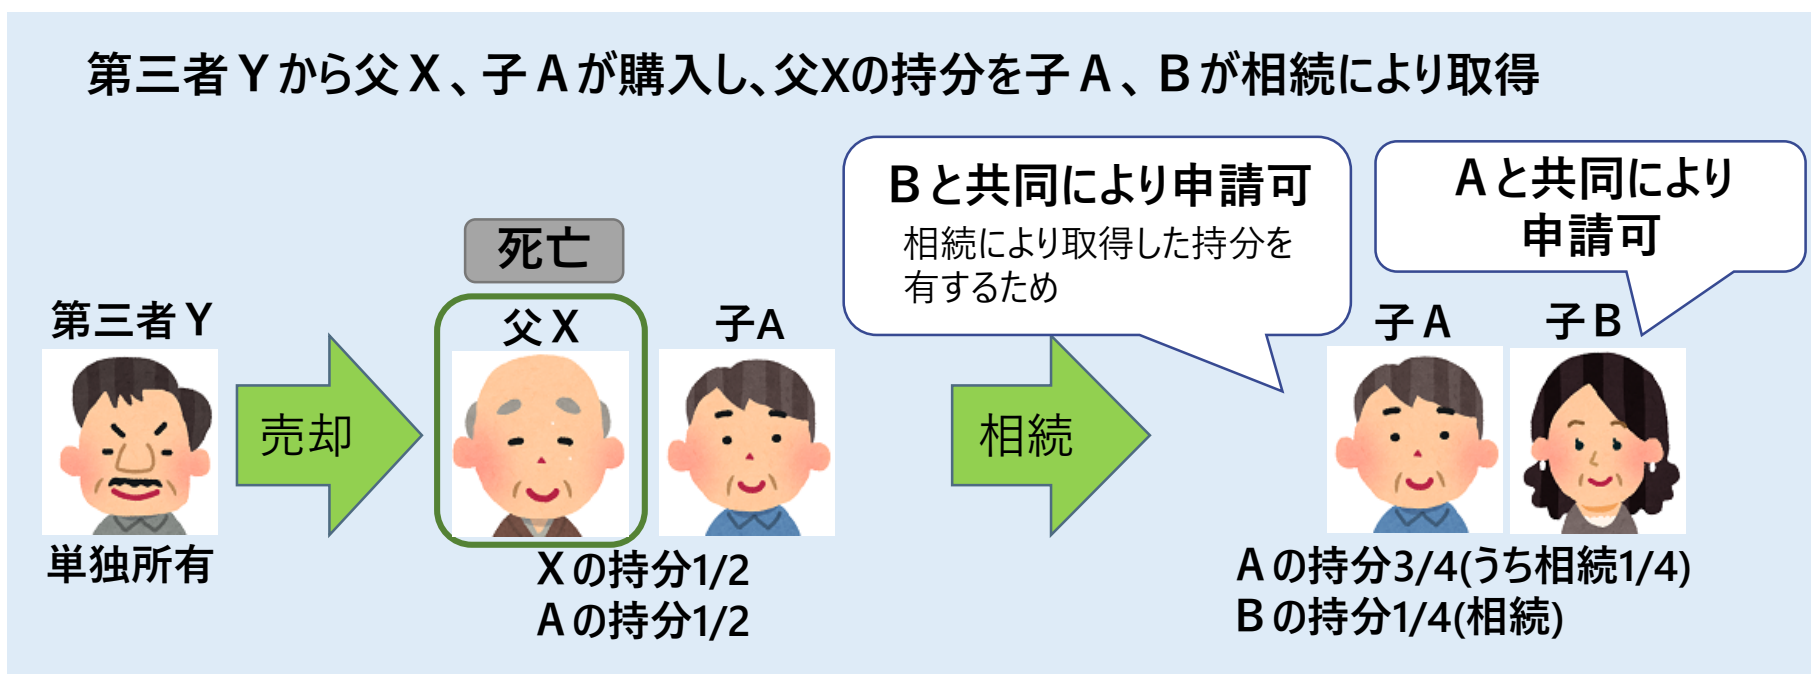 第三者Yから父X、子Aが購入し、父Xの持分を子A、Bが相続により取得
Bと共同により申請可
相続により取得した持分を
有するため
Aと共同により
申請可
死亡
第三者Y
父X
子A
子A
子B
売却
相続
単独所有
Xの持分1/2
Aの持分1/2
Aの持分3/4(うち相続1/4)
Bの持分1/4(相続)